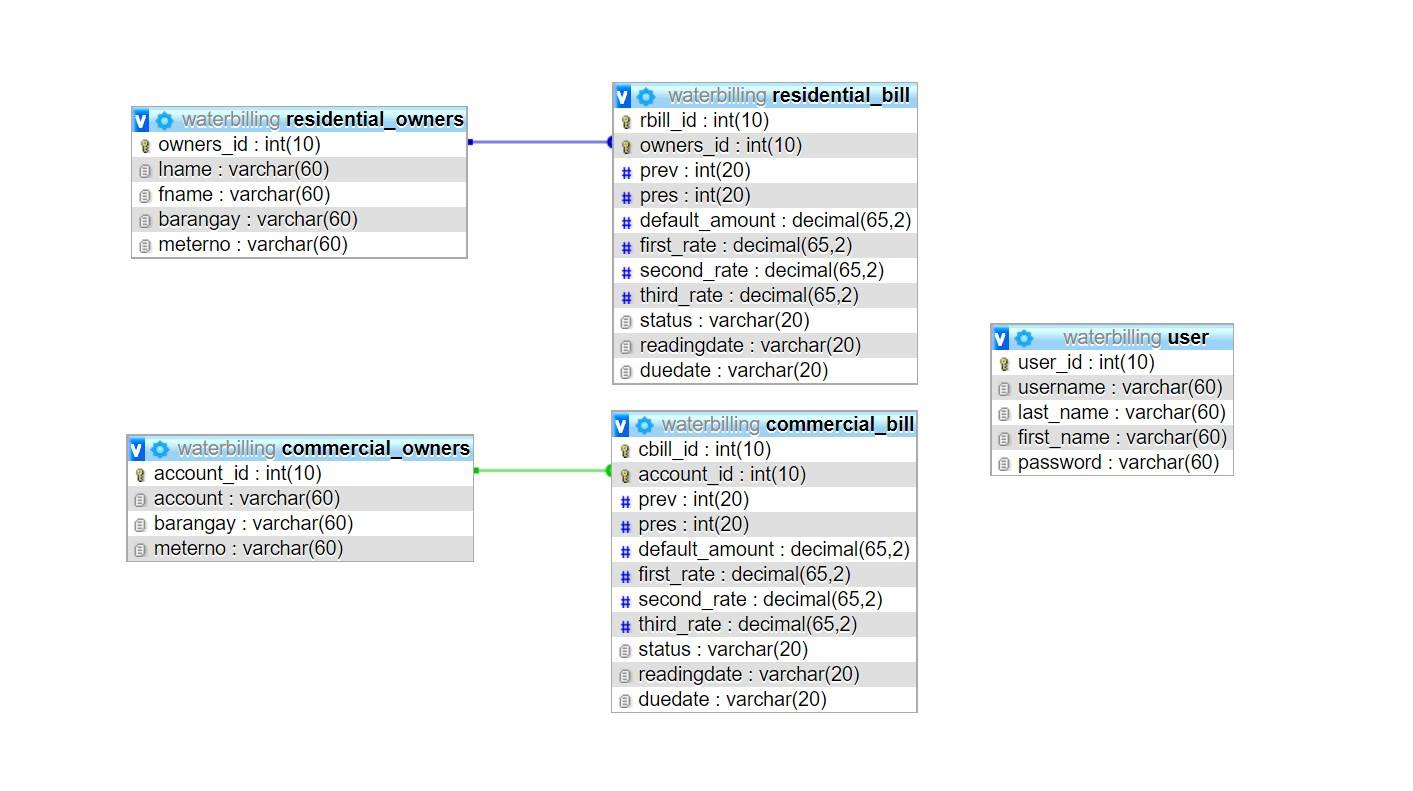 waterbilling residential_owners
owners_id : int(10)
lname : varchar(60)
fname : varchar(60)
barangay : varchar(60)
meterno : varchar(60)
waterbilling residential_bill
rbill_id : int(10)
owners_id : int(10)
prev : int(20)
pres : int(20)
default_amount : decimal(65,2)
first_rate : decimal(65,2)
second_rate : decimal(65,2)
third_rate : decimal(65,2)
status : varchar(20)
readingdate : varchar(20)
duedate : varchar(20)
waterbilling user
user_id : int(10)
username : varchar(60)
last_name : varchar(60)
first_name : varchar(60)
password : varchar(60)
waterbilling commercial_owners
account_id : int(10)
account : varchar(60)
barangay : varchar(60)
meterno : varchar(60)
waterbilling commercial_bill
cbill_id : int(10)
account_id : int(10)
prev : int(20)
pres : int(20)
default_amount : decimal(65,2)
first_rate : decimal(65,2)
second_rate : decimal(65,2)
third_rate : decimal(65,2)
status : varchar(20)
readingdate : varchar(20)
duedate : varchar(20)